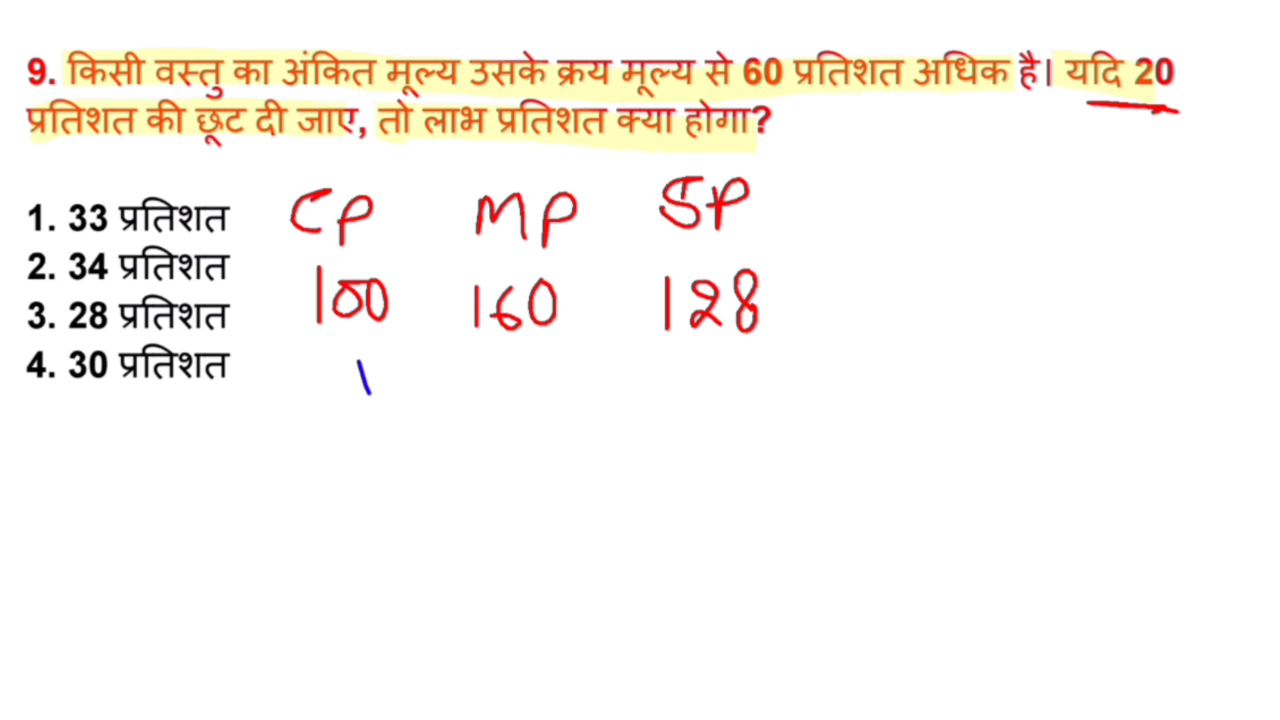 9. किसी वस्तु का अंकित मूल्य उसके क्रय मूल्य से 60 प्रतिशत अधिक है। यदि 20
प्रतिशत की छूट दी जाए, तो लाभ प्रतिशत क्या होगा?
1. 33 प्रतिशत
2. 34 प्रतिशत
3. 28 प्रतिशत
4. 30 प्रतिशत
CP MP SP
100 160 128